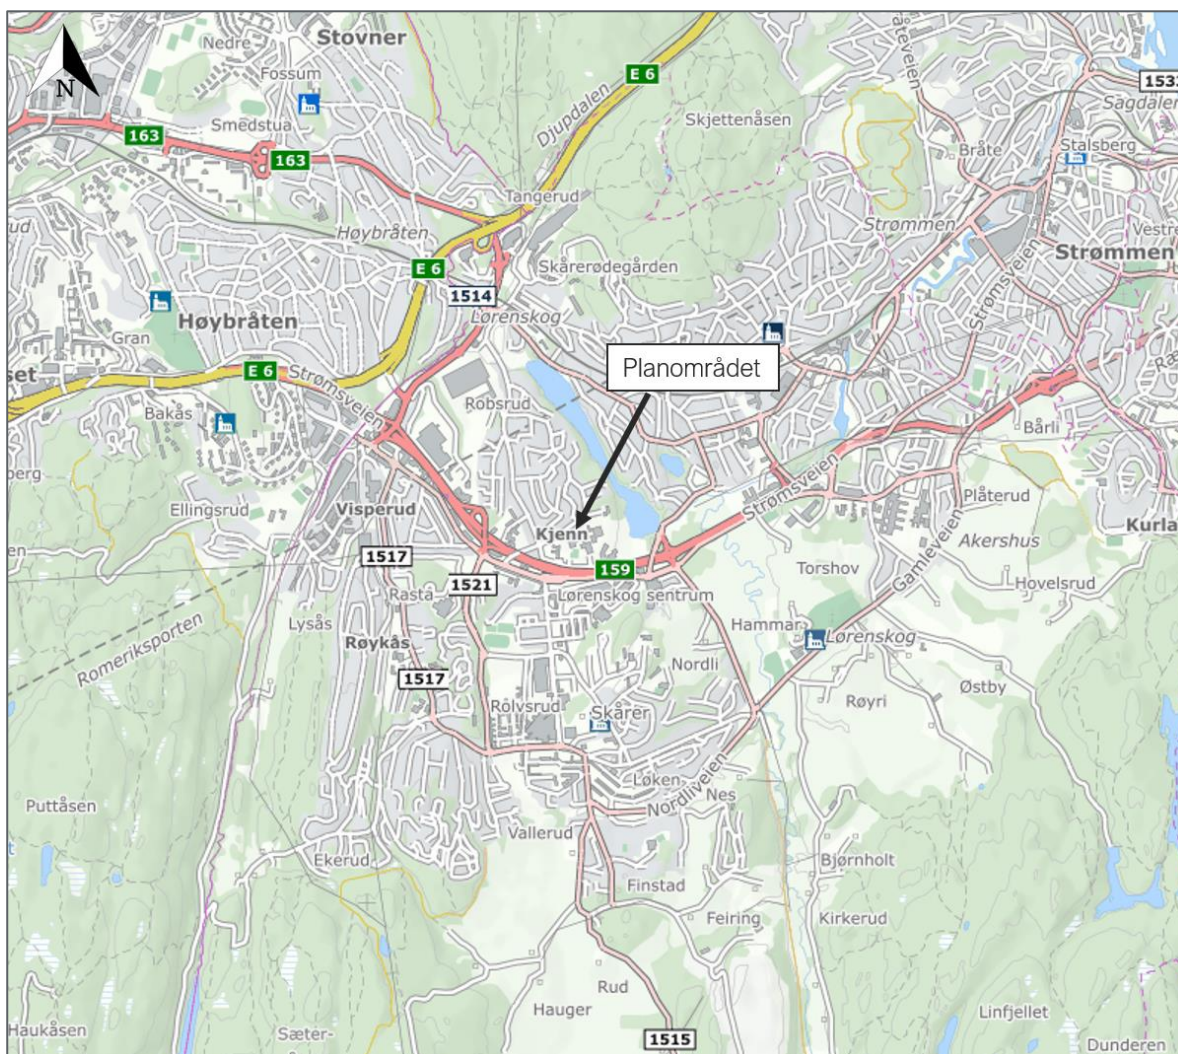 Nedre
Stovner
Fossum
N
E 6
Djupdalen
Skjettenåsen
1533
Sagdalen
163
Smedstua
163
Bråte
Stalsberg
Tangerud
Høybråten
Strømmen
Vestre
Strømmen
E 6
Skårerødegården
1514
Lørenskog
Høybråten
Gran
Strømsveien
Planområdet
E 6
Strømsveien
Bakås
Robsrud
Bårli
Strømsveien
Ellingsrud
Visperud
Kjenn
Plåterud
Kurla
Akershus
1517
159
Torshov
Gamleveien
Hovelsrud
1521
Rasta
Lørenskog sentrum
Lysås
Hammar
Lørenskog
Røykås
Romeriksporten
Nordli
1517
Østby
Røyri
Rolvsrud
Skårer
Løken
Nordliveien
Nes
Puttåsen
Vallerud
Ekerud
Bjørnholt
Finstad
Feiring
Kirkerud
Rud
Hauger
Linfjellet
Haukåsen
Sæter-
1515
Dunderen